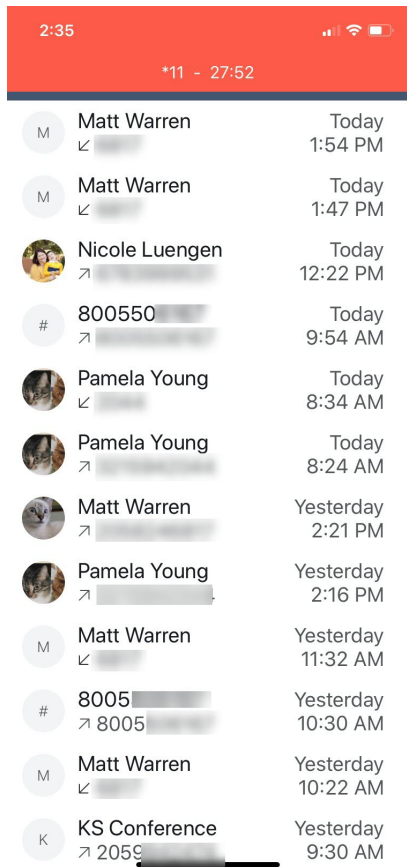 2:35
*11 - 27:52
M
Matt Warren
Today
1:54 PM
M
Matt Warren
Today
1:47 PM
Nicole Luengen
Today
12:22 PM
#
800550
Today
9:54 AM
Pamela Young
Today
8:34 AM
Pamela Young
Today
8:24 AM
Matt Warren
Yesterday
2:21 PM
Pamela Young
Yesterday
2:16 PM
M
Matt Warren
Yesterday
11:32 AM
#
8005
Yesterday
8005
10:30 AM
M
Matt Warren
Yesterday
10:22 AM
K
KS Conference
Yesterday
2059
9:30 AM